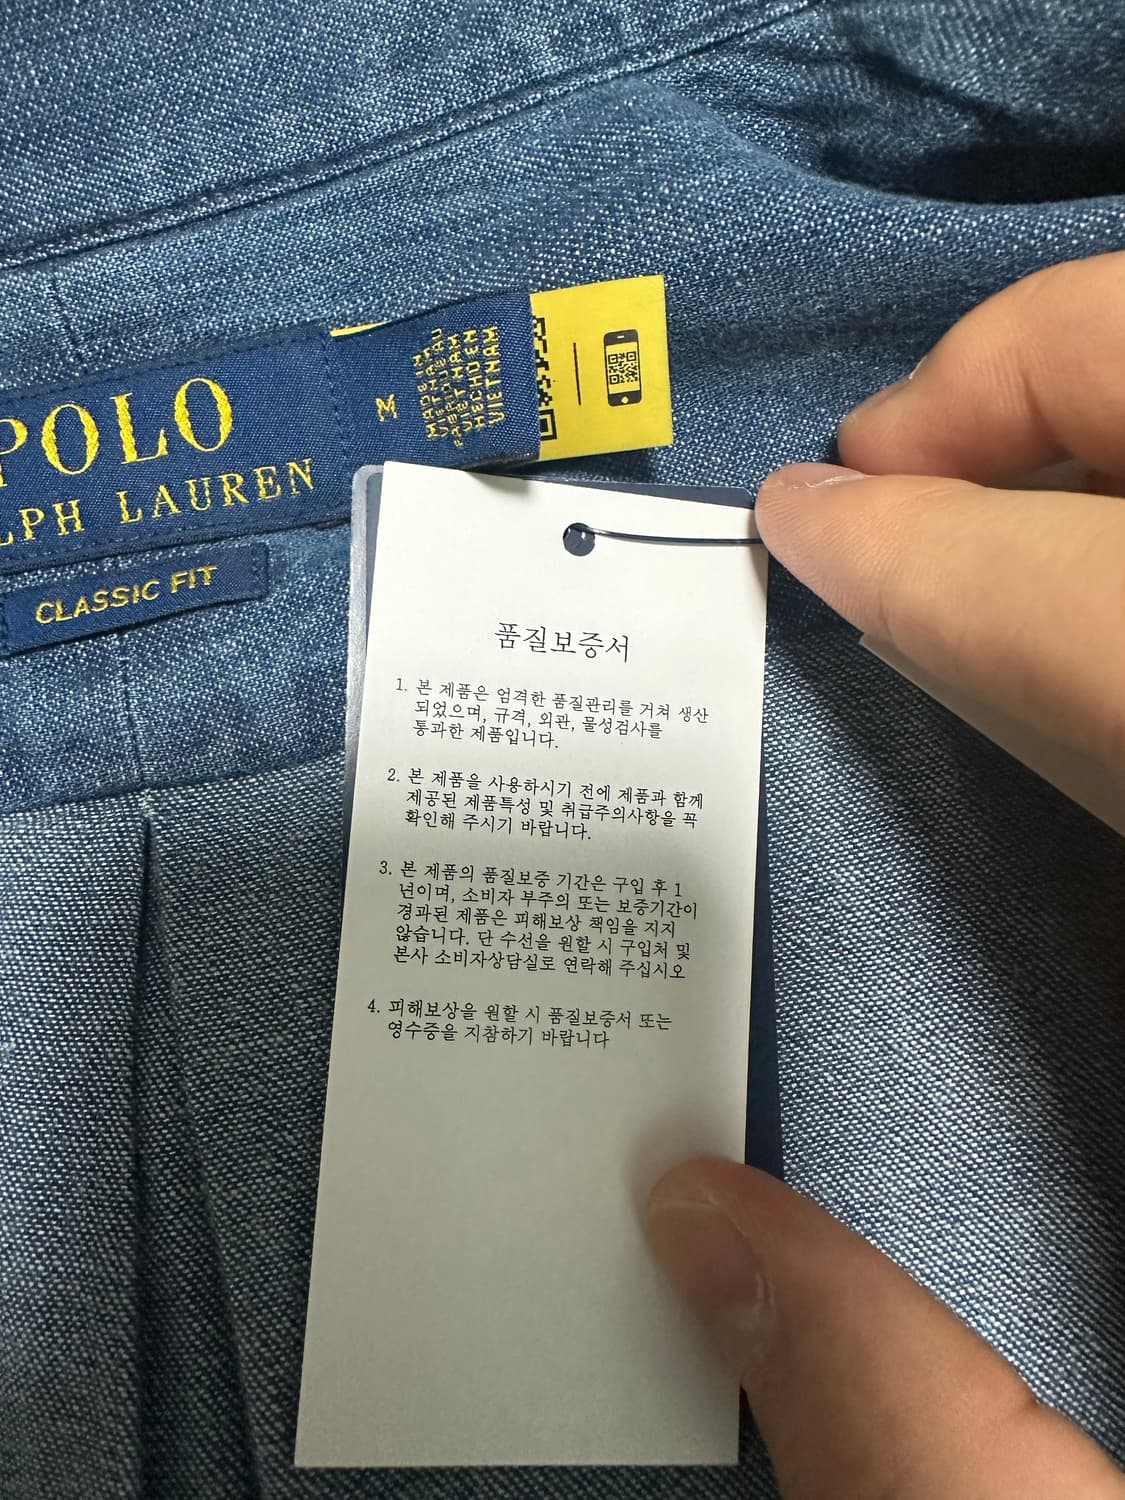 POLO
LPH LAUREN
CLASSIC FIT
M
MADE IN
VIETNAM
VIETNAM
HECHO EN
VIETNAM
품질보증서
1. 본 제품은 엄격한 품질관리를 거쳐 생산
되었으며, 규격, 외관, 물성검사를
통과한 제품입니다.
2. 본 제품을 사용하시기 전에 제품과 함께
제공된 제품특성 및 취급주의사항을 꼭
확인해 주시기 바랍니다.
3. 본 제품의 품질보증 기간은 구입 후 1
년이며, 소비자 부주의 또는 보증기간이
경과된 제품은 피해보상 책임을 지지
않습니다. 단 수선을 원할 시 구입처 및
본사 소비자상담실로 연락해 주십시오
4. 피해보상을 원할 시 품질보증서 또는
영수증을 지참하기 바랍니다